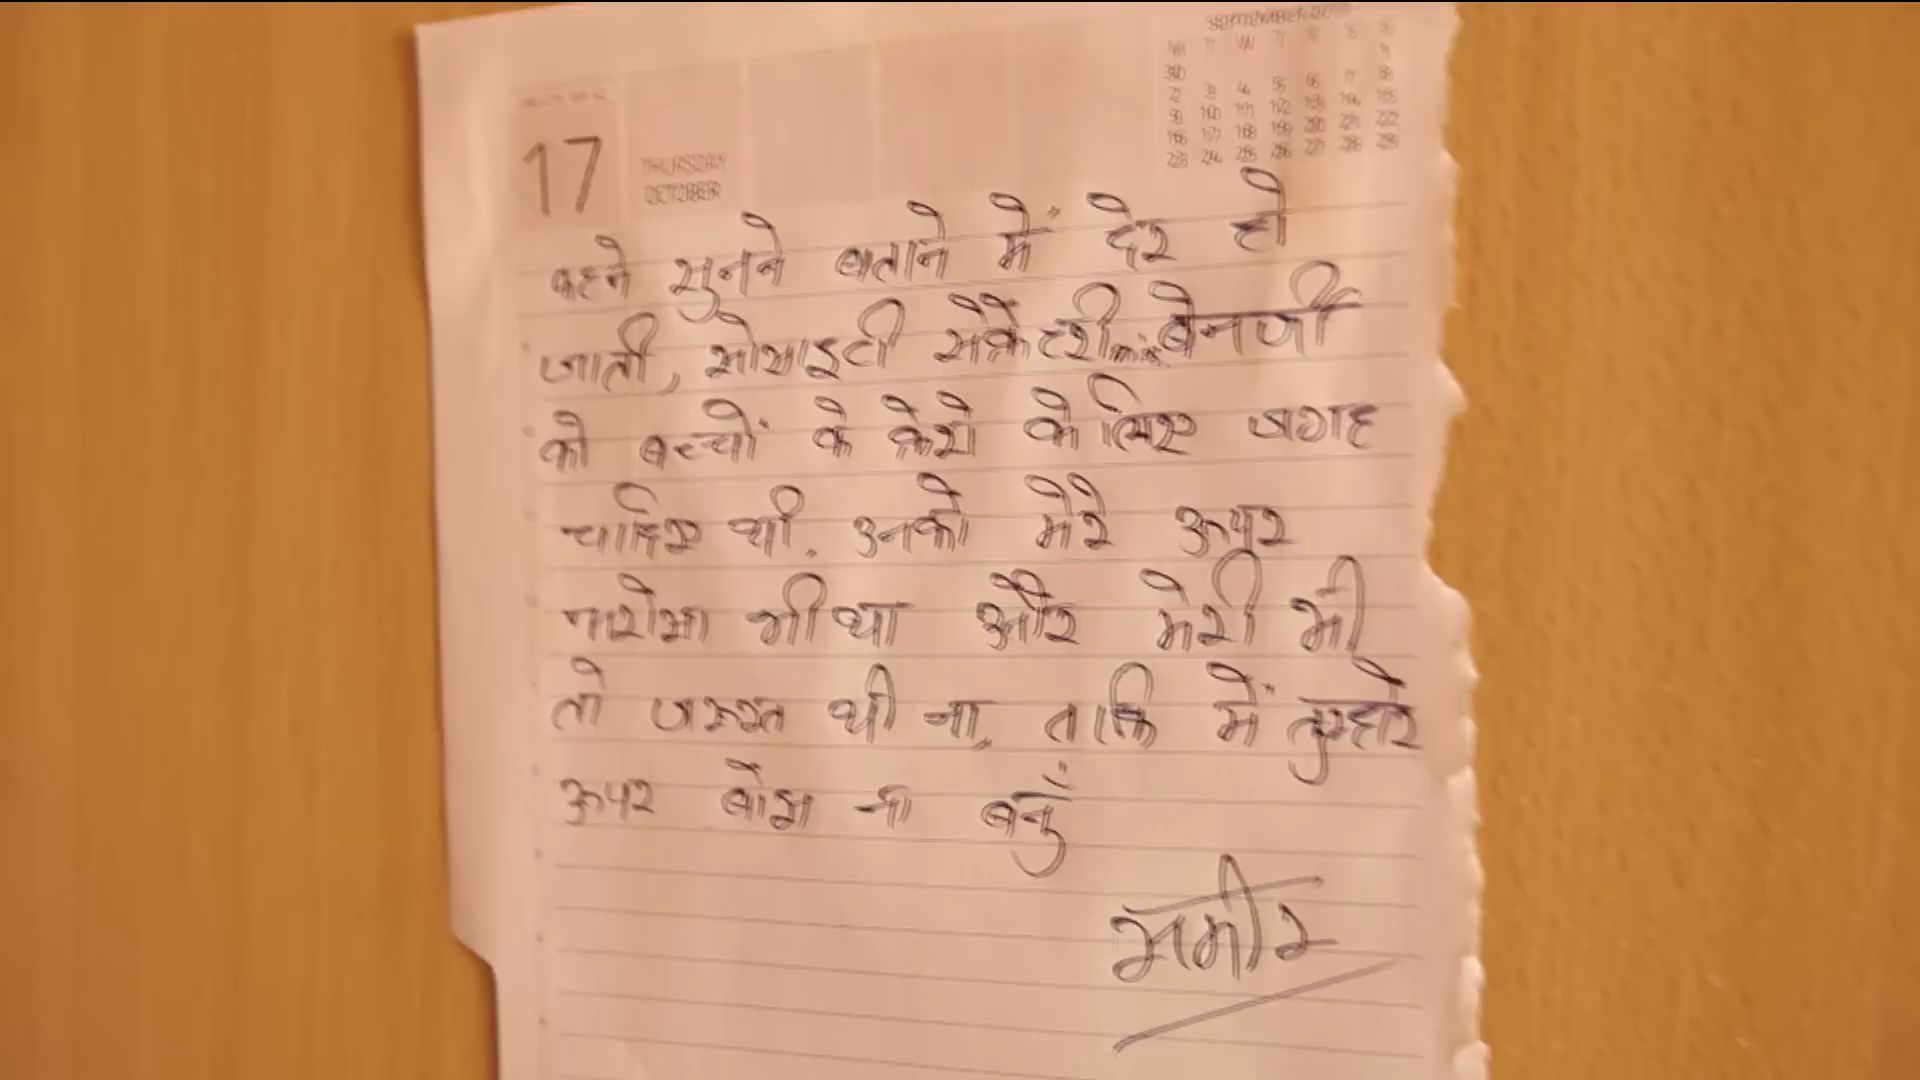 17
THURSDAY
OCTOBER
कहने सुनने बताने में देर हो
जाती, सोसाइटी सेक्रेटरी बेनर्जी
को बच्चों के क्रेशे के लिए जगह
चाहिए थी. उनको मेरे ऊपर
भरोसा भी था और मेरी भी
तो जरूरत थी ना, ताकि में तुम्हारे
ऊपर बोझ ना बनुँ
समीर